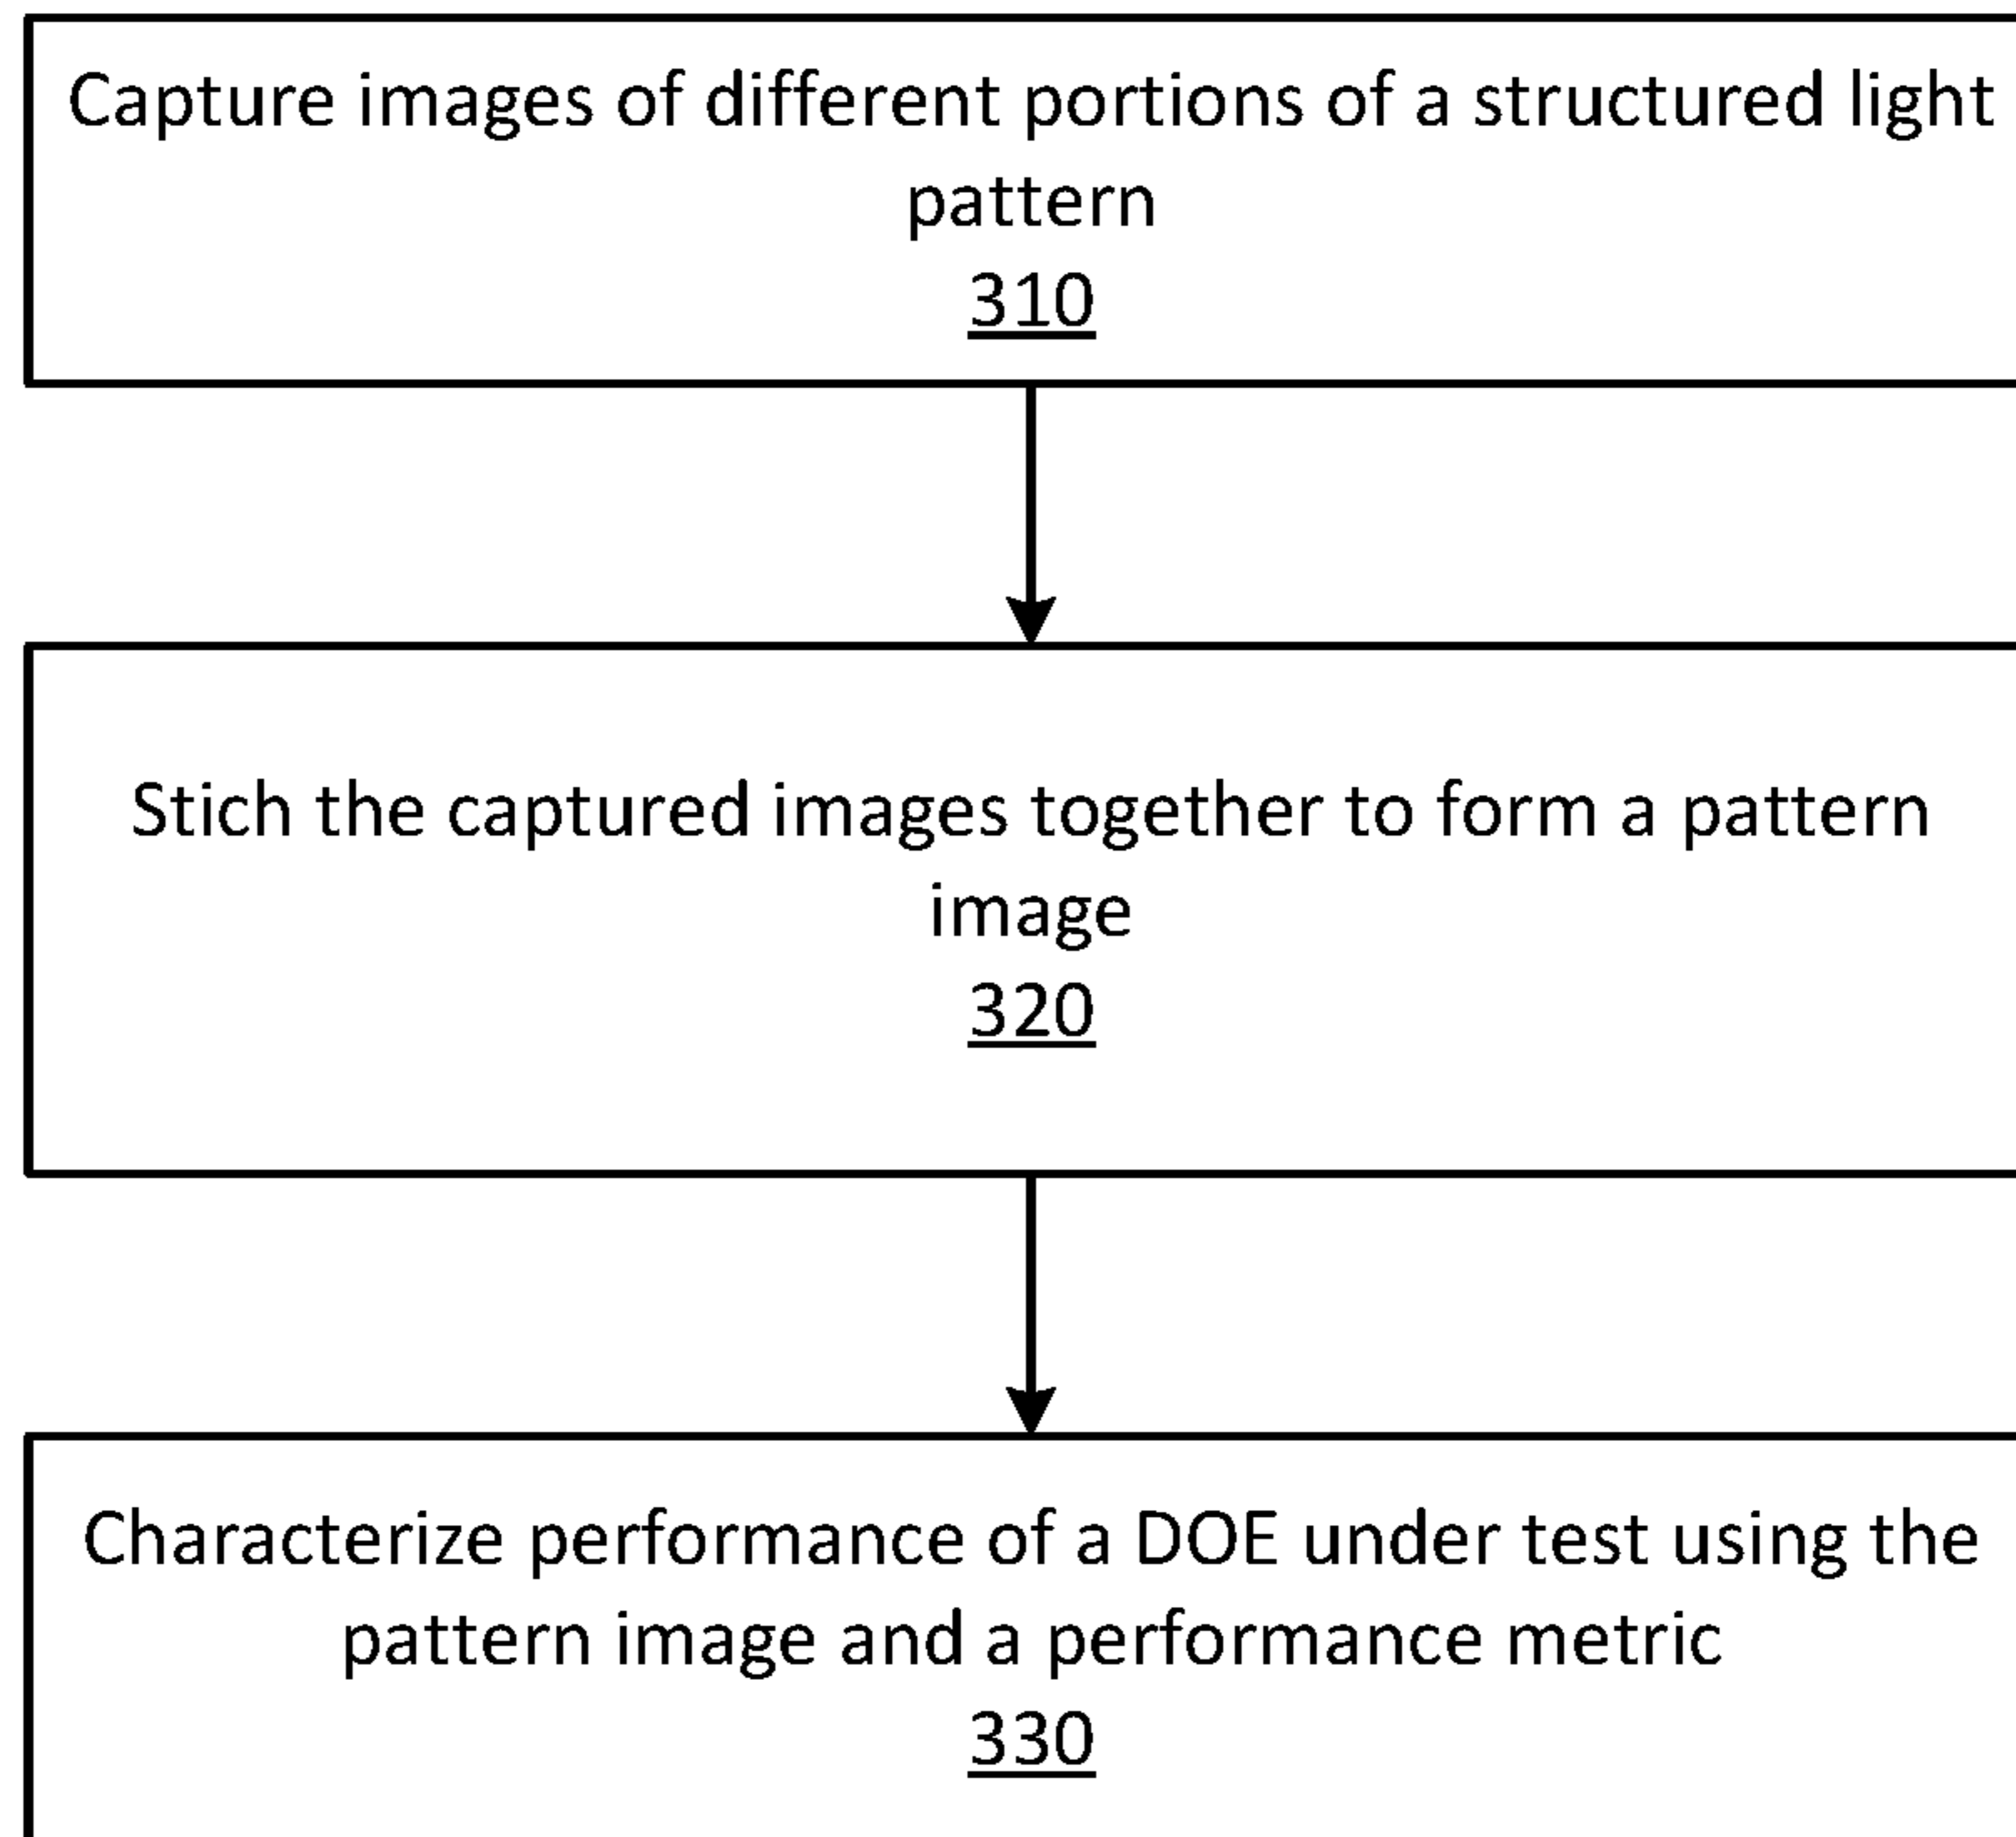 Capture images of different portions of a structured light
pattern
310
Stich the captured images together to form a pattern
image
320
Characterize performance of a DOE under test using the
pattern image and a performance metric
330